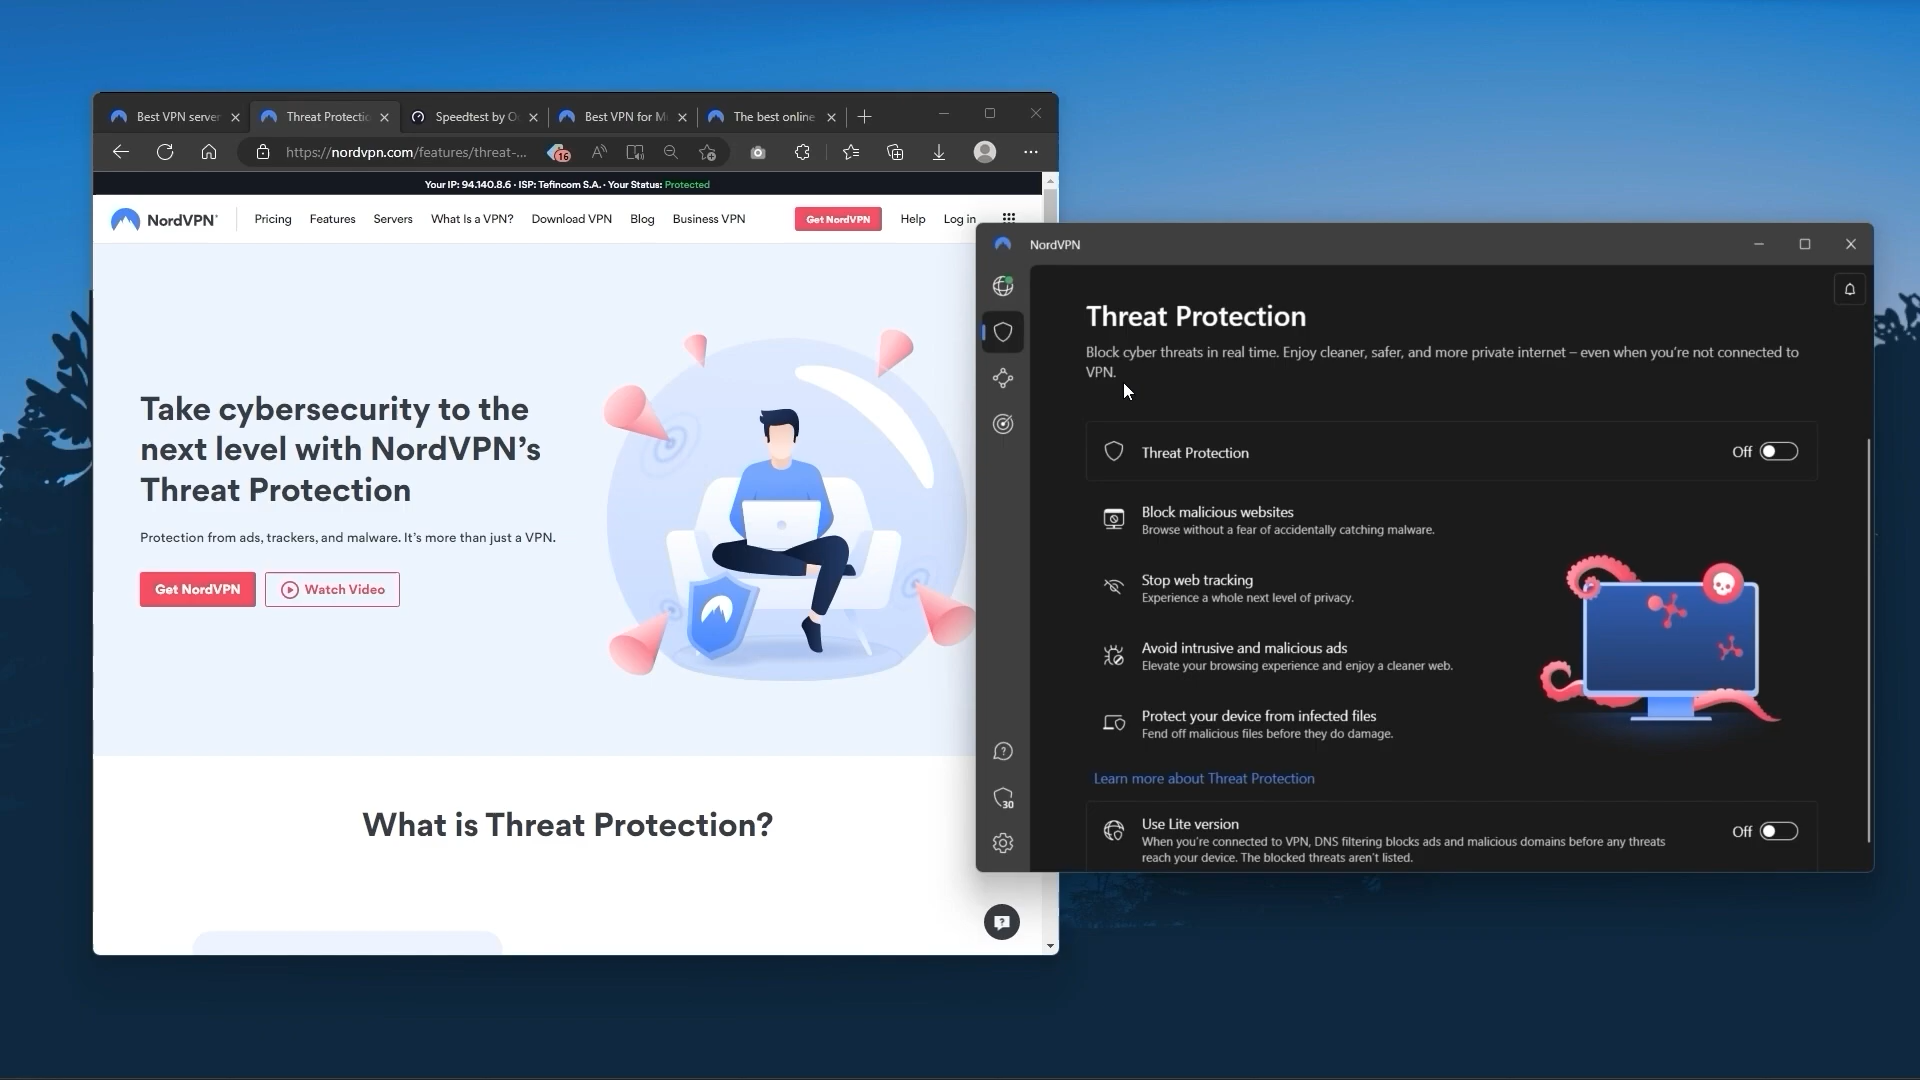 Best VPN server
Threat Protectio
Speedtest by O
Best VPN for M
The best online
https://nordvpn.com/features/threat-...
16
Your IP: 94.140.8.6 · ISP: Tefincom S.A. · Your Status: Protected
NordVPN®
Pricing
Features
Servers
What Is a VPN?
Download VPN
Blog
Business VPN
Get NordVPN
Help
Log in
Take cybersecurity to the
next level with NordVPN’s
Threat Protection
Protection from ads, trackers, and malware. It’s more than just a VPN.
Get NordVPN
Watch Video
What is Threat Protection?
NordVPN
Threat Protection
Block cyber threats in real time. Enjoy cleaner, safer, and more private internet – even when you’re not connected to
VPN.
Threat Protection
Off
Block malicious websites
Browse without a fear of accidentally catching malware.
Stop web tracking
Experience a whole next level of privacy.
Avoid intrusive and malicious ads
Elevate your browsing experience and enjoy a cleaner web.
Protect your device from infected files
Fend off malicious files before they do damage.
Learn more about Threat Protection
30
Use Lite version
Off
When you’re connected to VPN, DNS filtering blocks ads and malicious domains before any threats
reach your device. The blocked threats aren’t listed.